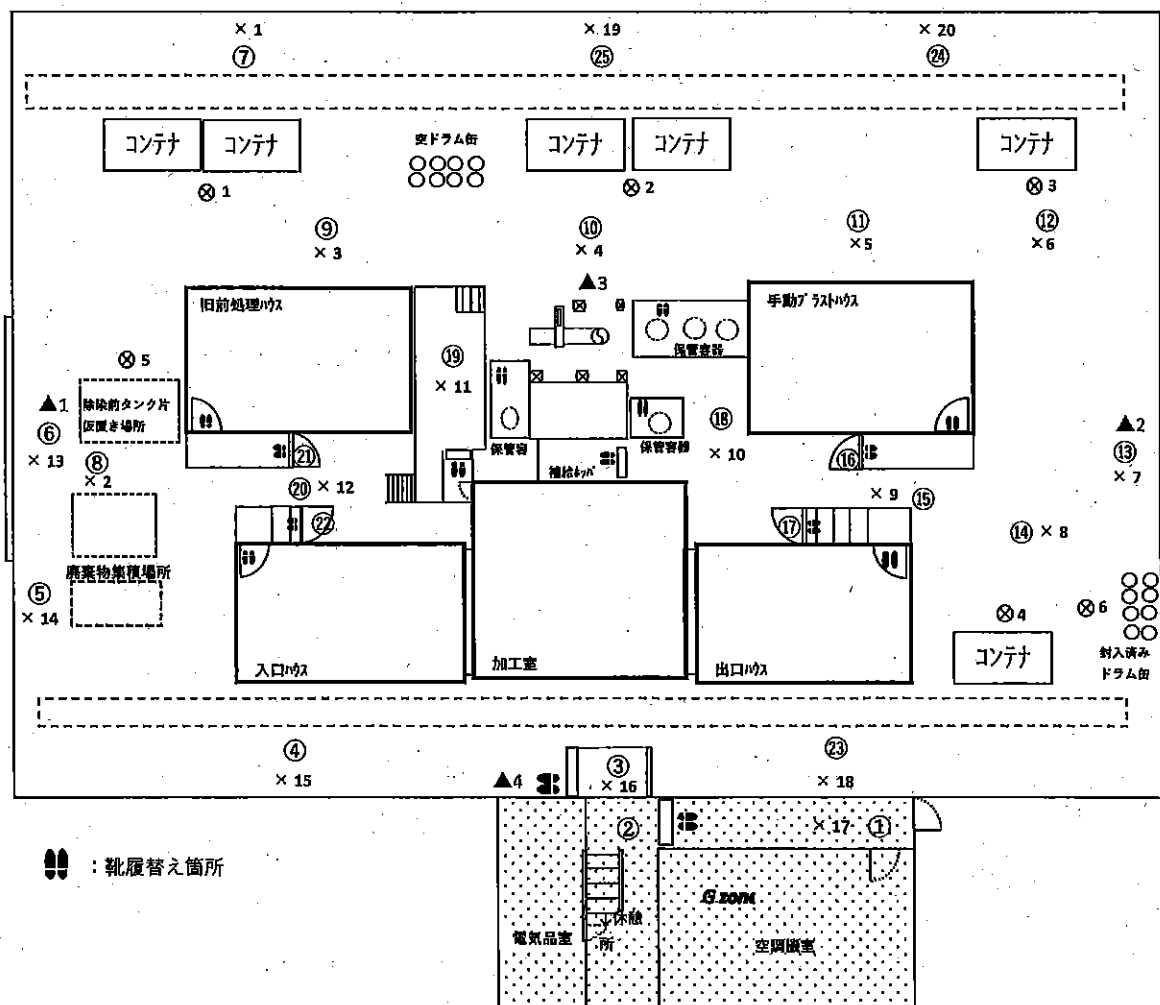 × 1
× 19
× 20
⑦
㉕
㉔
コンテナ
コンテナ
空ドラム缶
コンテナ
コンテナ
コンテナ
⊗ 1
⊗ 2
⊗ 3
⑨
× 3
⑩
× 4
⑪
×5
⑫
×6
▲3
旧前処理ハウス
手動ブラストハウス
保管容器
⑲
× 11
⊗ 5
除染前タンク片
仮置き場所
▲1
⑥
× 13
⑧
× 2
⑱
× 10
保管容
保管容器
補給ホッパ
▲2
⑬
× 7
㉑
⑯
⑳ × 12
× 9
⑮
㉒
⑰
⑭ × 8
廃棄物集積場所
⑤
× 14
⊗4
⊗6
コンテナ
封入済み
ドラム缶
入口ハウス
加工室
出口ハウス
④
× 15
▲4
③
× 16
㉓
× 18
②
×17 ①
:靴履替え箇所
G zone
休憩
所
電気品室
空調機室